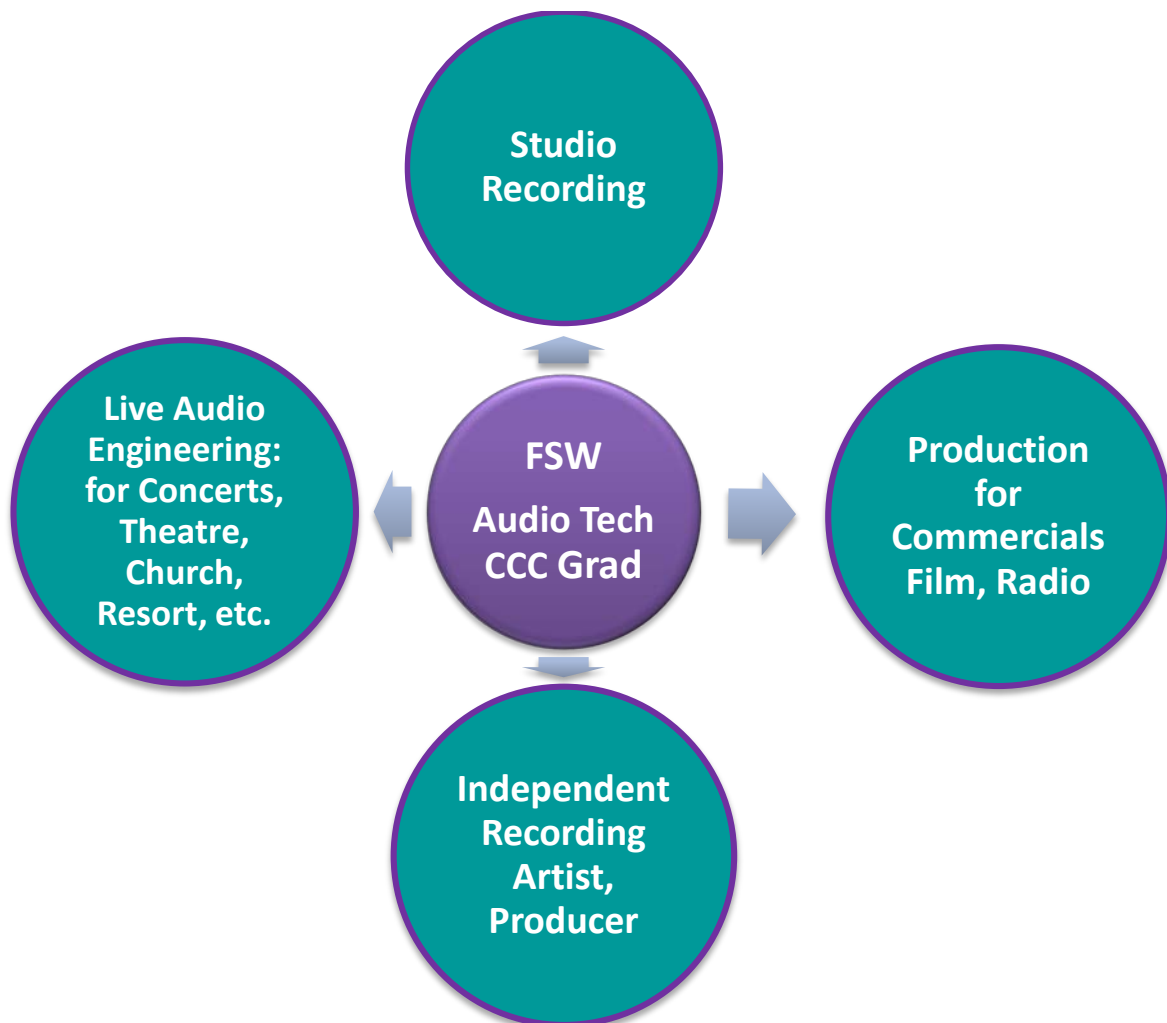 Studio
Recording
Live Audio
Engineering:
for Concerts,
Theatre,
Church,
Resort, etc.
FSW
Audio Tech
CCC Grad
Production
for
Commercials
Film, Radio
Independent
Recording
Artist,
Producer